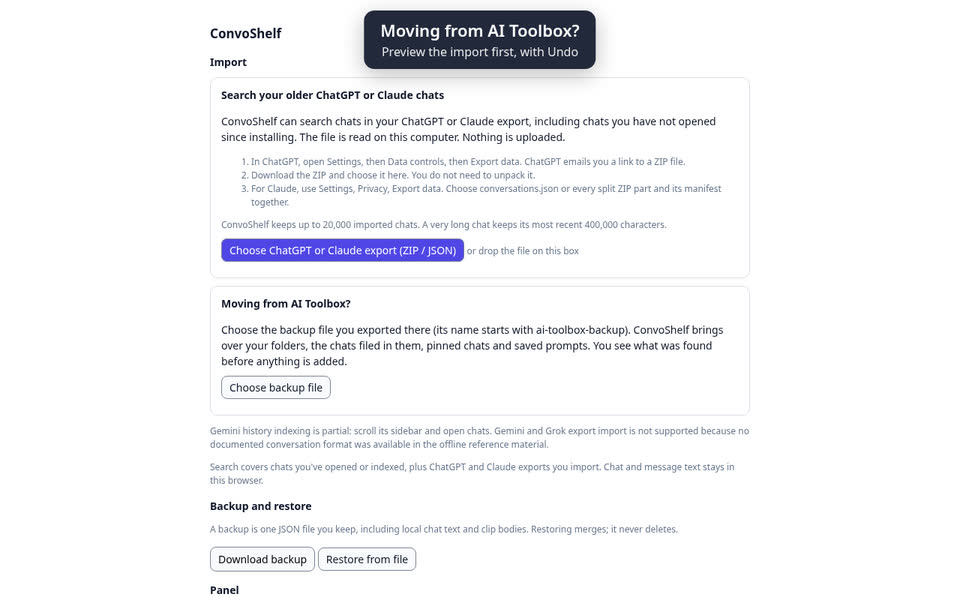 ConvoShelf
Moving from AI Toolbox?
Preview the import first, with Undo
Import
Search your older ChatGPT or Claude chats
ConvoShelf can search chats in your ChatGPT or Claude export, including chats you have not opened
since installing. The file is read on this computer. Nothing is uploaded.
1. In ChatGPT, open Settings, then Data controls, then Export data. ChatGPT emails you a link to a ZIP file.
2. Download the ZIP and choose it here. You do not need to unpack it.
3. For Claude, use Settings, Privacy, Export data. Choose conversations.json or every split ZIP part and its manifest
together.
ConvoShelf keeps up to 20,000 imported chats. A very long chat keeps its most recent 400,000 characters.
Choose ChatGPT or Claude export (ZIP / JSON) or drop the file on this box
Moving from AI Toolbox?
Choose the backup file you exported there (its name starts with ai-toolbox-backup). ConvoShelf brings
over your folders, the chats filed in them, pinned chats and saved prompts. You see what was found
before anything is added.
Choose backup file
Gemini history indexing is partial: scroll its sidebar and open chats. Gemini and Grok export import is not supported because no
documented conversation format was available in the offline reference material.
Search covers chats you've opened or indexed, plus ChatGPT and Claude exports you import. Chat and message text stays in
this browser.
Backup and restore
A backup is one JSON file you keep, including local chat text and clip bodies. Restoring merges; it never deletes.
Download backup Restore from file
Panel